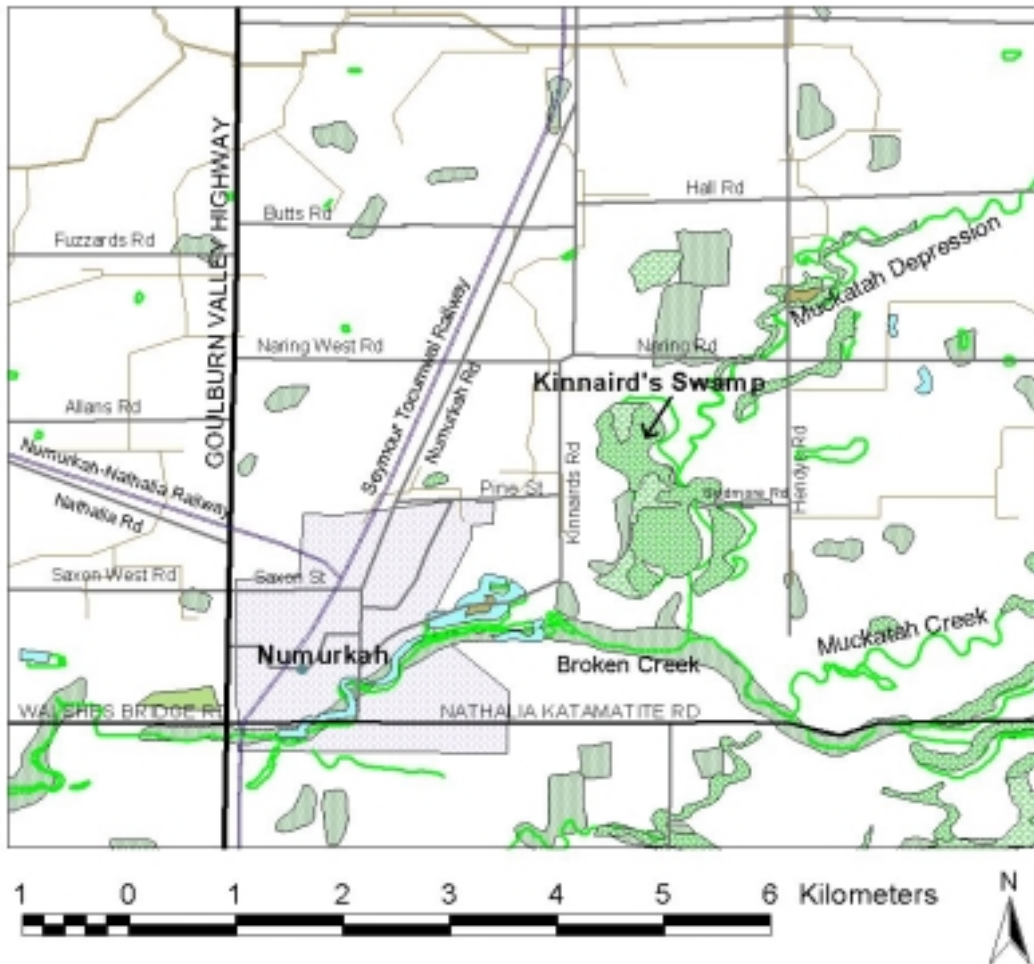 Hall Rd
Butts Rd
Fuzzards Rd
GOULBURN VALLEY HIGHWAY
Muckatah Depression
Seymour Tocumwal Railway
Numurkah Rd
Naring West Rd
Naring Rd
Kinnaird's Swamp
Allans Rd
Numurkah-Nathalia Railway
Nathalia Rd
Pine St
Kinnairds Rd
Hendys Rd
Saxon West Rd
Saxon St
Numurkah
Broken Creek
Muckatah Creek
WALSHES BRIDGE RD
NATHALIA KATAMATITE RD
1 0 1 2 3 4 5 6 Kilometers
N